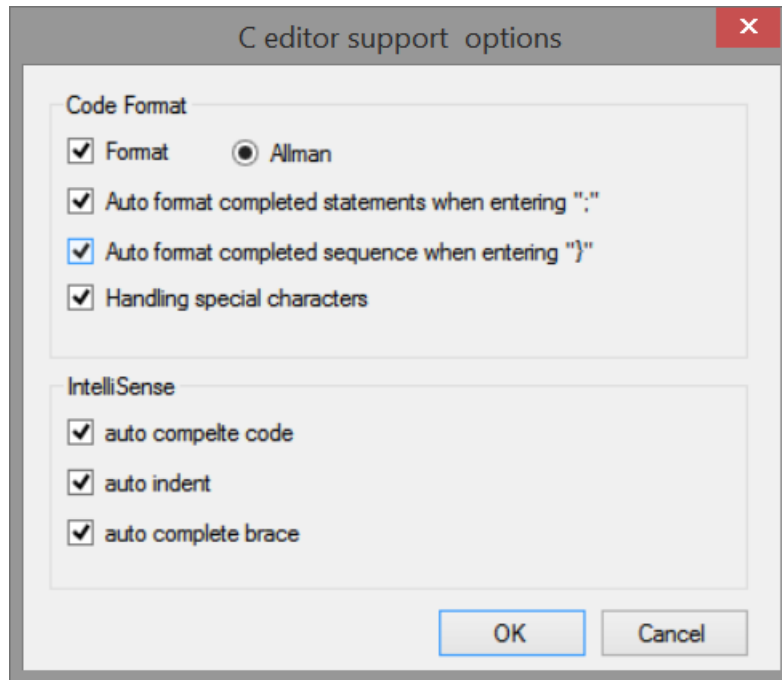 C editor support  options
Code Format
Format Allman
Auto format completed statements when entering ";"
Auto format completed sequence when entering "}"
Handling special characters
IntelliSense
auto compelte code
auto indent
auto complete brace
OK Cancel